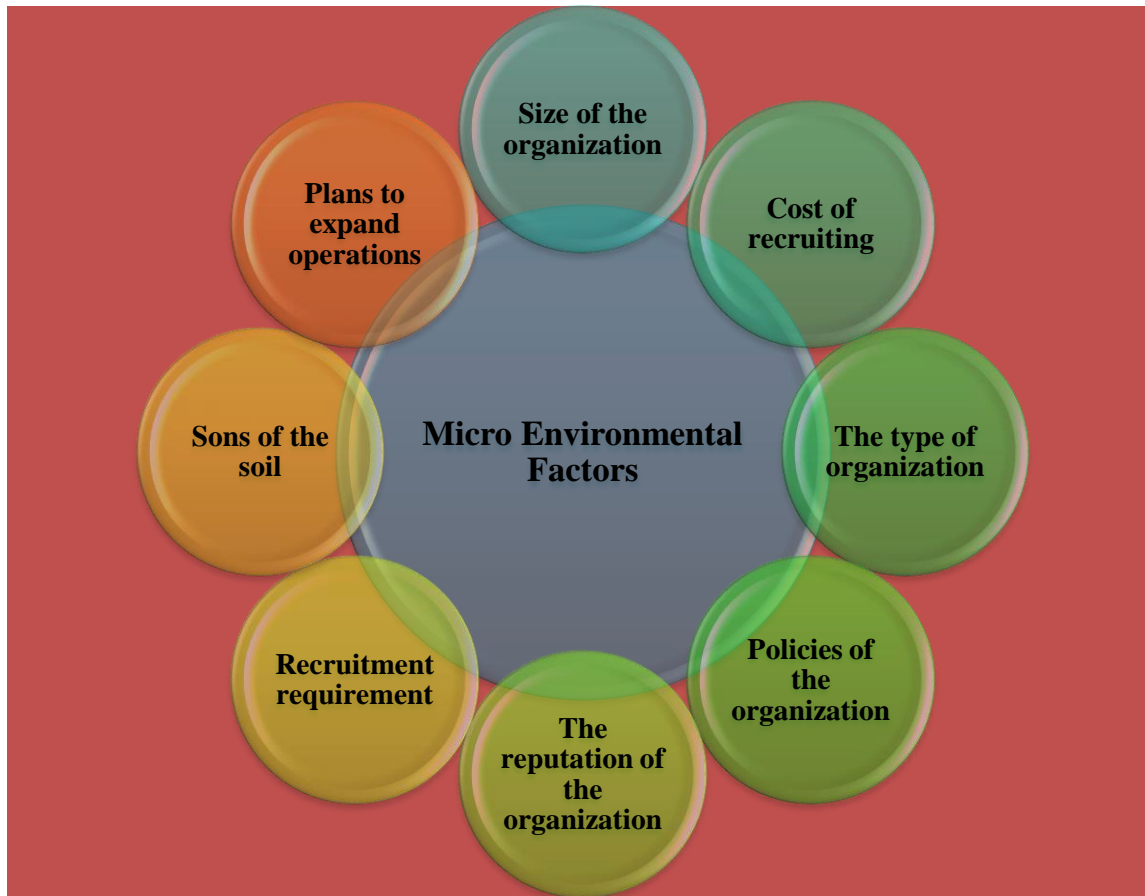 Size of the
organization
Cost of
recruiting
The type of
organization
Policies of
the
organization
The
reputation of
the
organization
Recruitment
requirement
Sons of the
soil
Plans to
expand
operations
Micro Environmental
Factors